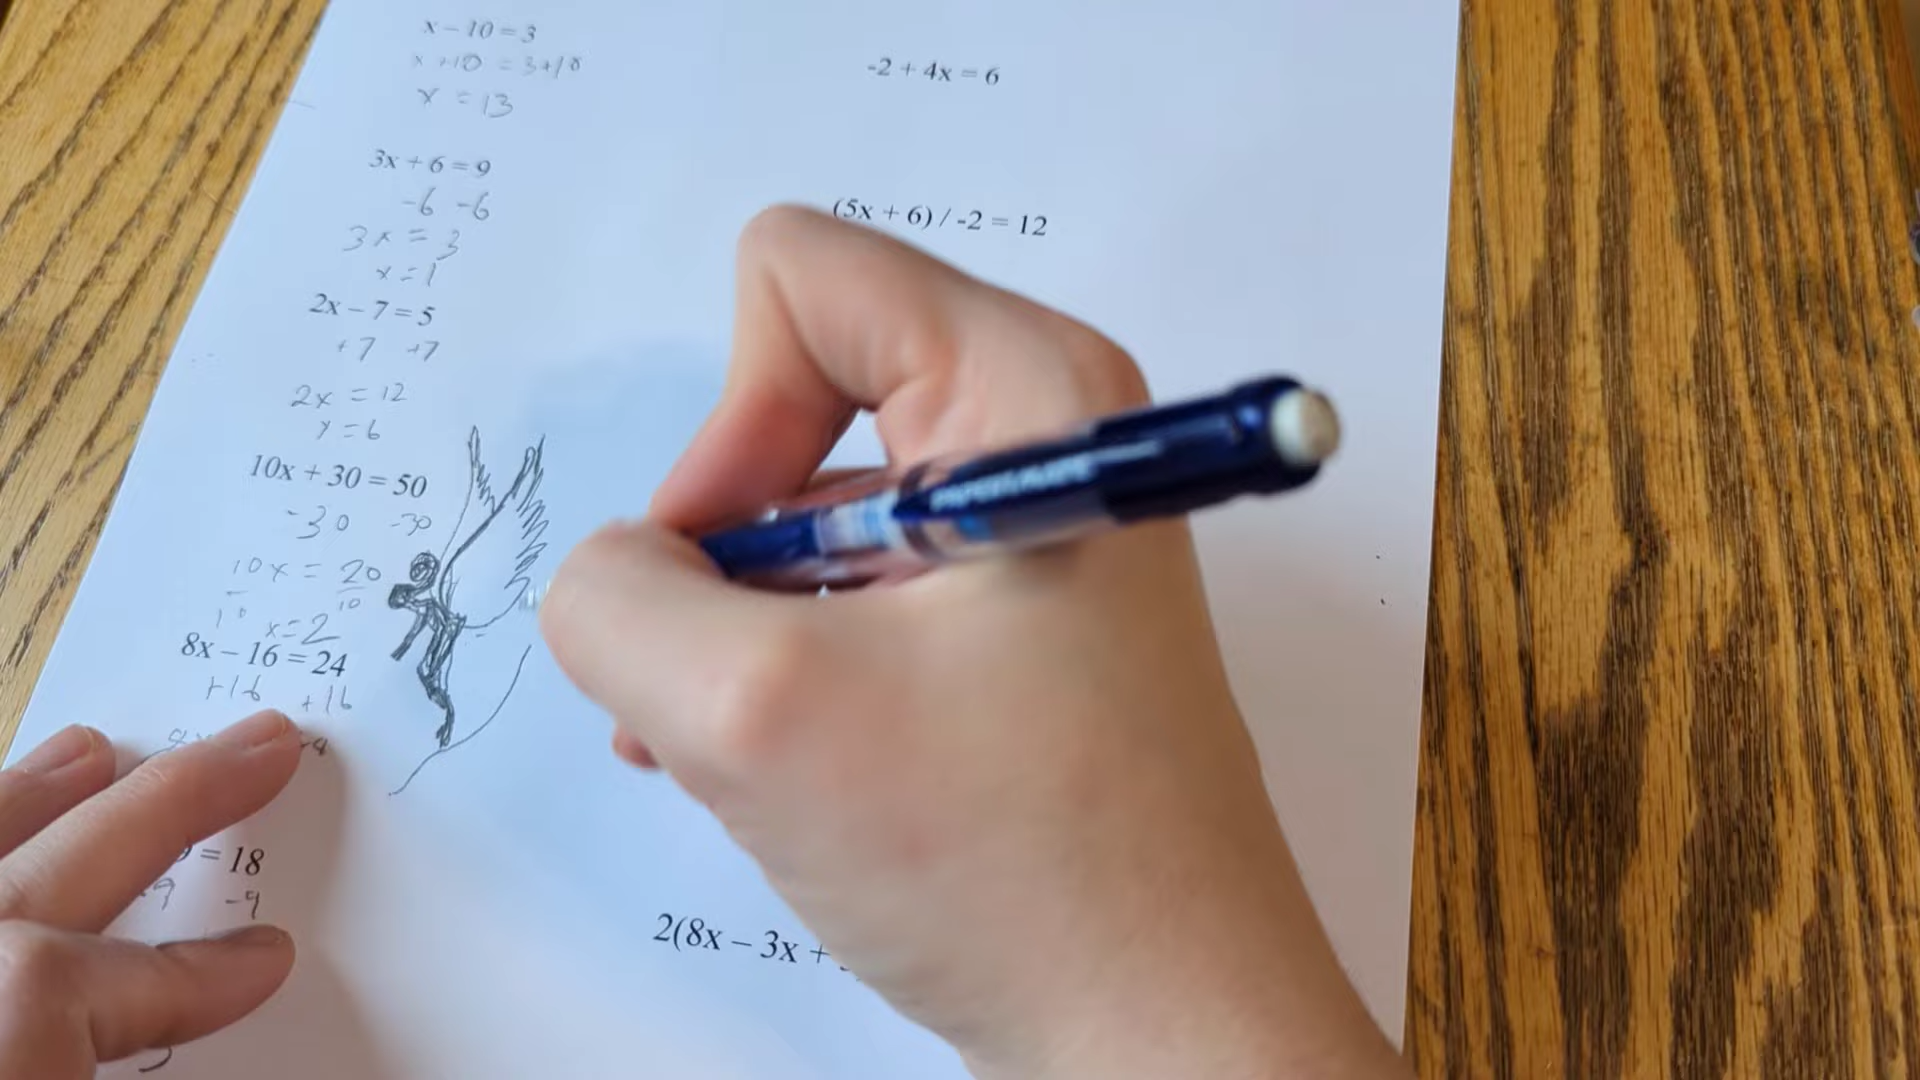 x – 10 = 3
x +10 = 3+10
x = 13
3x + 6 = 9
-6 -6
3x = 3
x = 1
2x – 7 = 5
+7 +7
2x = 12
x = 6
10x + 30 = 50
-30 -30
10x = 20
10 10
x = 2
8x – 16 = 24
+16 +16
8x
= 18
-9
-2 + 4x = 6
(5x + 6) / -2 = 12
2(8x – 3x +
PAPERMATE